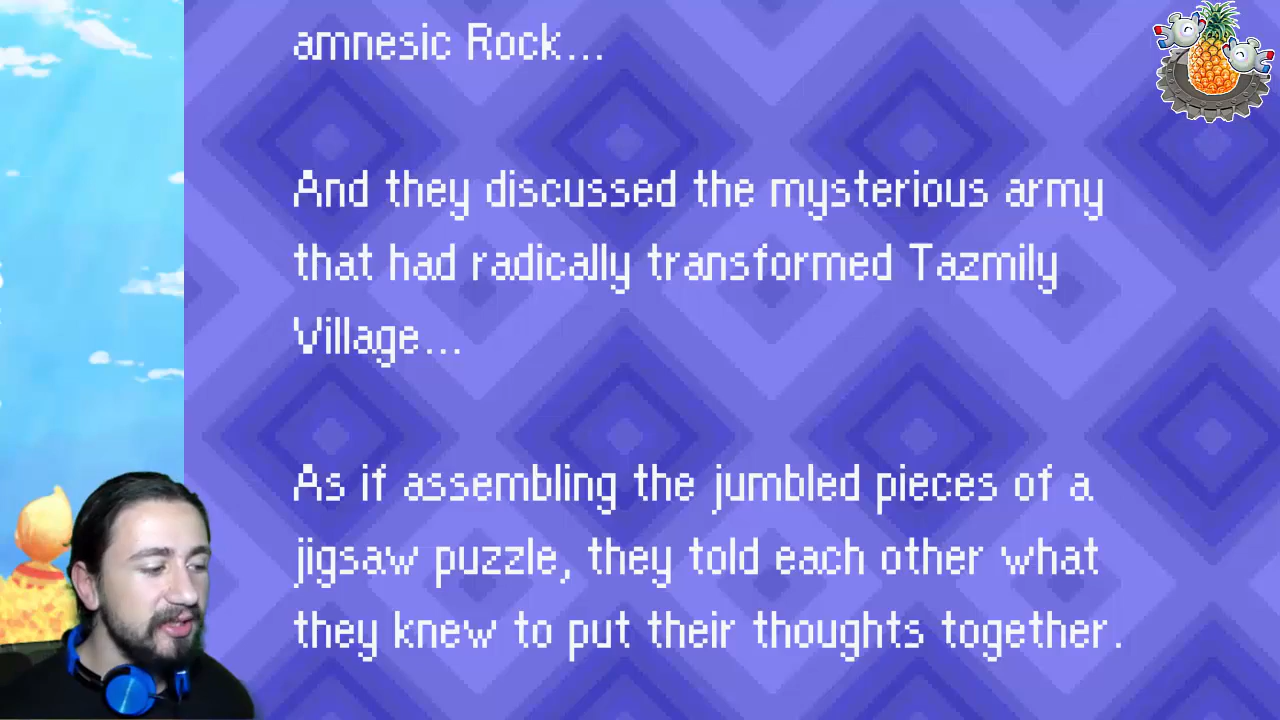 amnesic Rock...
And they discussed the mysterious army
that had radically transformed Tazmily
Village...
As if assembling the jumbled pieces of a
jigsaw puzzle, they told each other what
they knew to put their thoughts together.